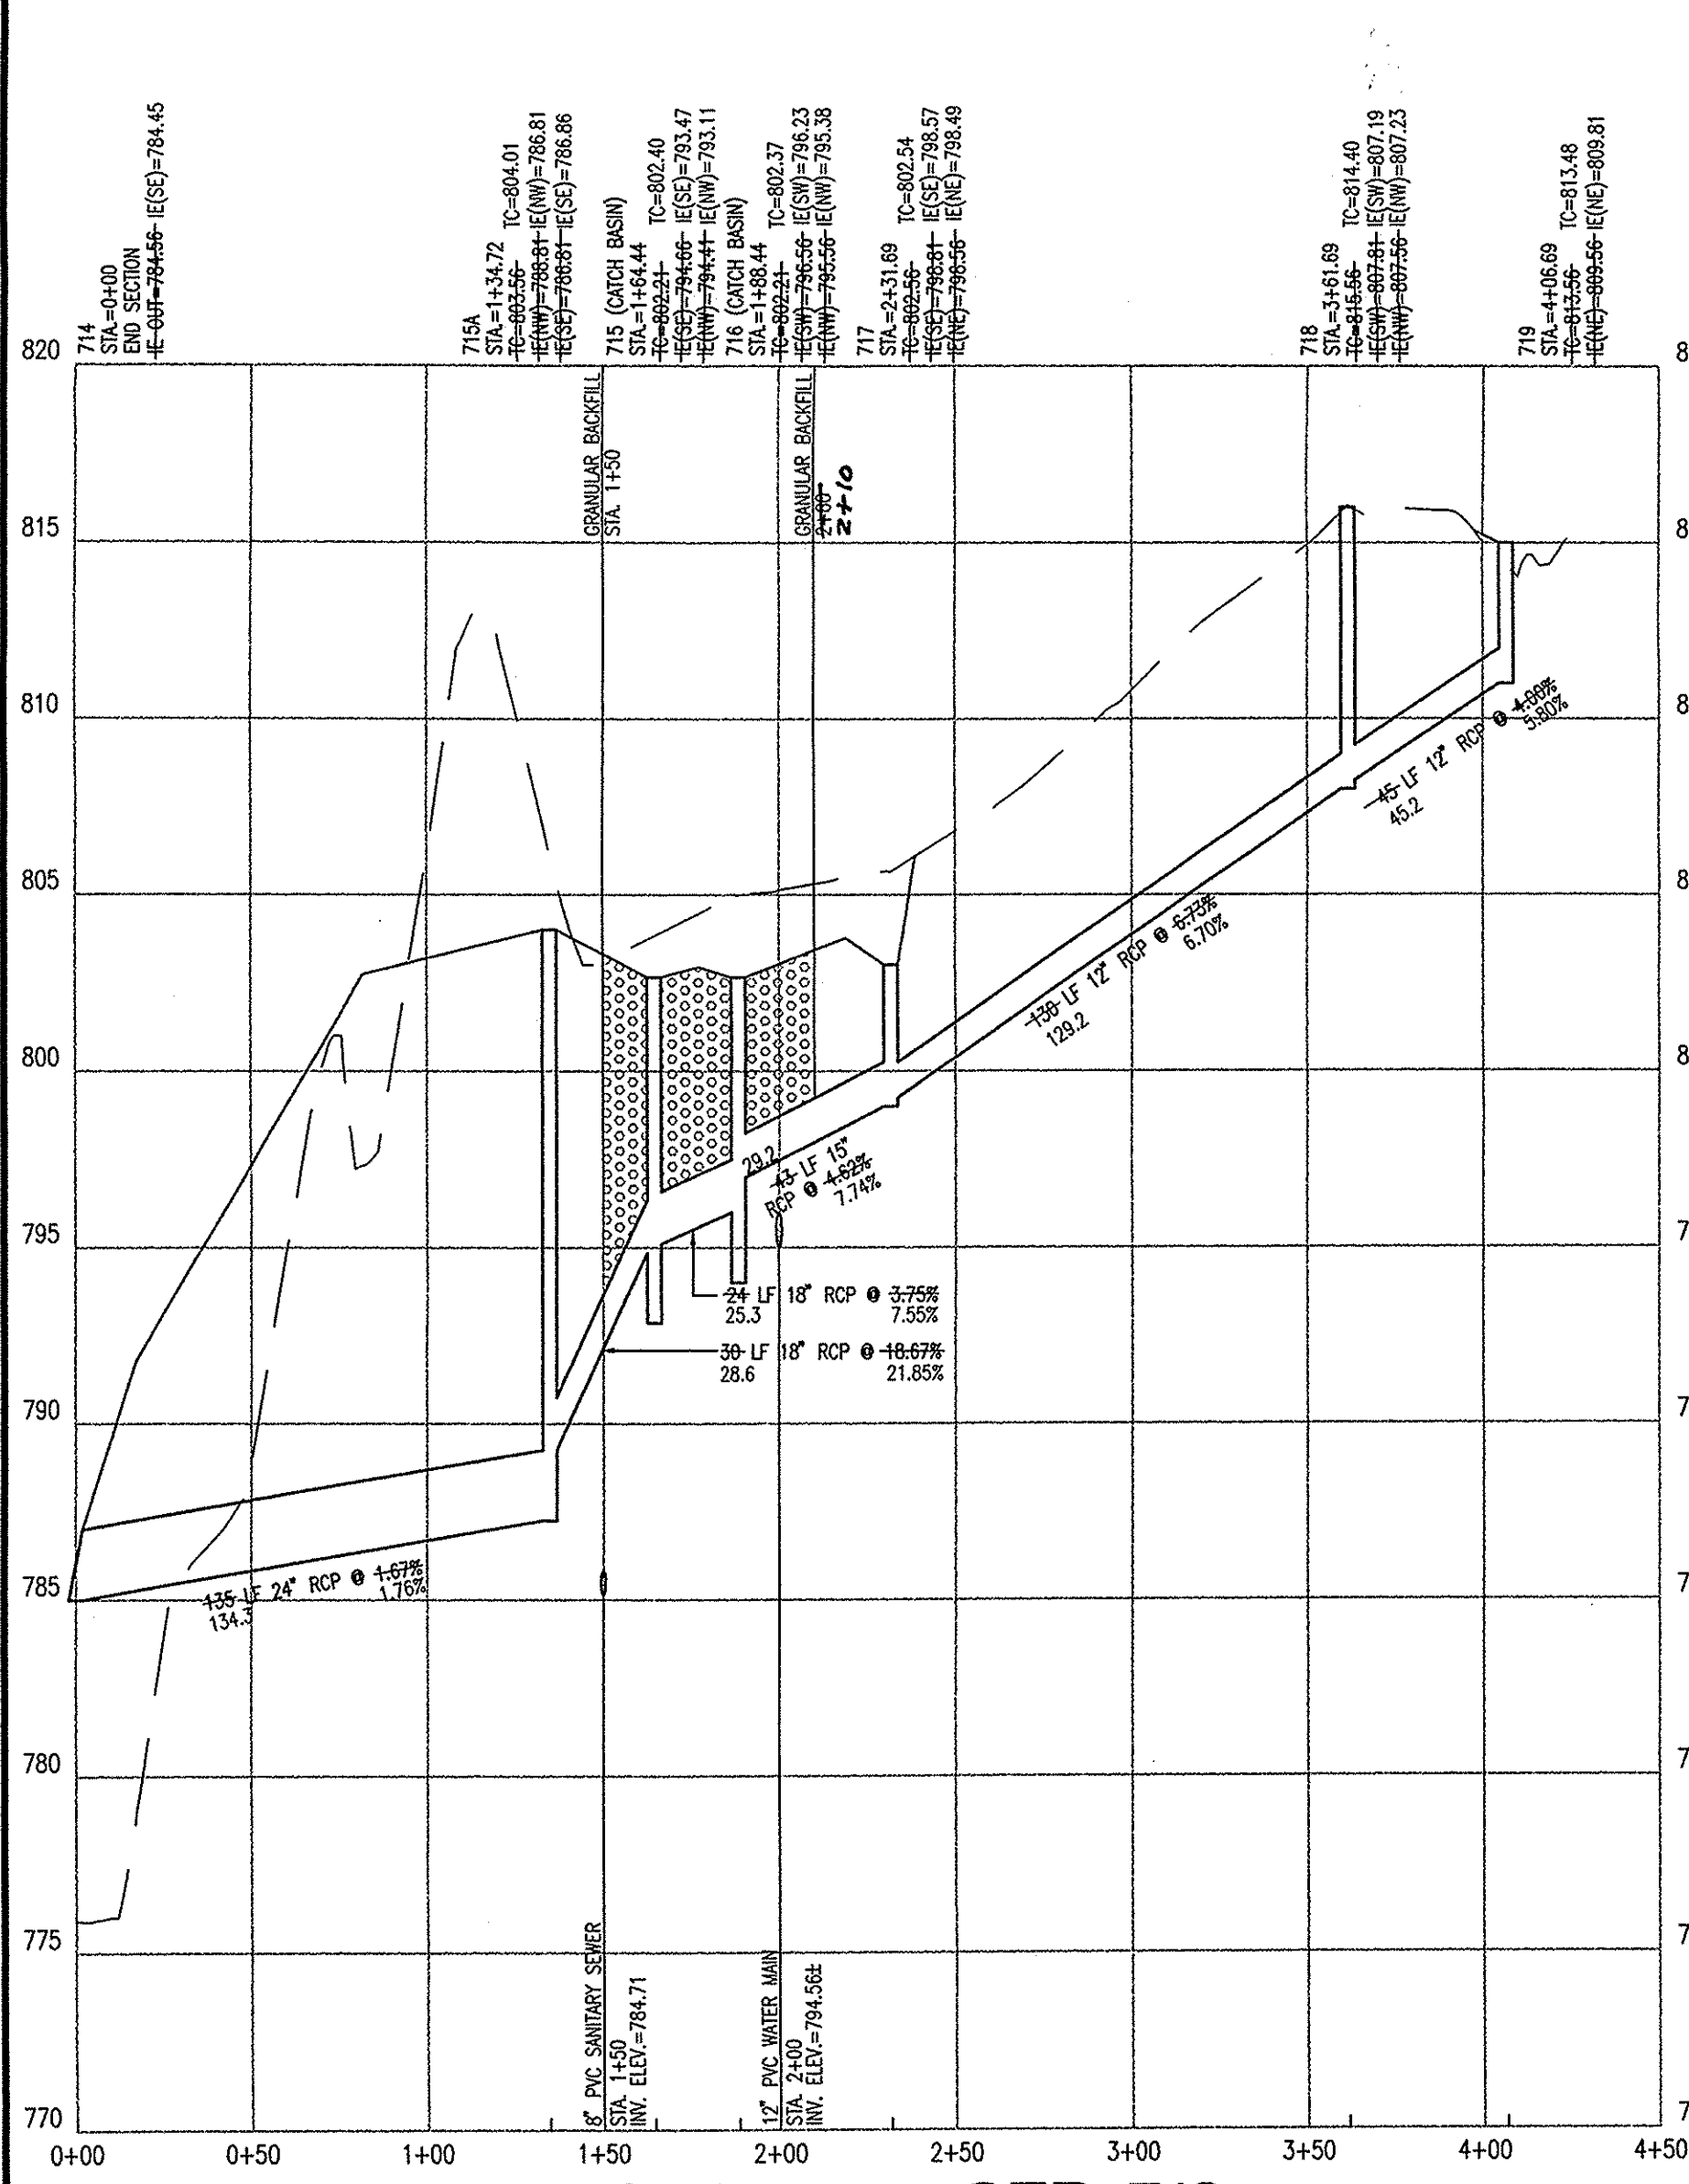 714
STA.=0+00
END SECTION
IE OUT=784.56 IE(SE)=784.45
715A
STA.=1+34.72
TC=803.56 TC=804.01
IE(NW)=788.81 IE(NW)=786.81
IE(SE)=786.81 IE(SE)=786.86
715 (CATCH BASIN)
STA.=1+64.44
TC=802.21 TC=802.40
IE(SE)=794.66 IE(SE)=793.47
IE(NW)=794.41 IE(NW)=793.11
716 (CATCH BASIN)
STA.=1+88.44
TC=802.21 TC=802.37
IE(SW)=796.56 IE(SW)=796.23
IE(NW)=795.56 IE(NW)=795.38
717
STA.=2+31.69
TC=802.56 TC=802.54
IE(SE)=798.81 IE(SE)=798.57
IE(NE)=798.56 IE(NE)=798.49
718
STA.=3+61.69
TC=815.56 TC=814.40
IE(SW)=807.81 IE(SW)=807.19
IE(NW)=807.56 IE(NW)=807.23
719
STA.=4+06.69
TC=813.56 TC=813.48
IE(NE)=809.56 IE(NE)=809.81
820 8
GRANULAR BACKFILL
STA. 1+50
GRANULAR BACKFILL
2+00
2+10
815 8
810 8
45 LF 12" RCP @ 4.00%
45.2 5.80%
805 8
130 LF 12" RCP @ 6.73%
129.2 6.70%
800 8
29.2
43 LF 15"
RCP @ 4.62%
7.74%
795 7
24 LF 18" RCP @ 3.75%
25.3 7.55%
30 LF 18" RCP @ 18.67%
28.6 21.85%
790 7
785 7
135 LF 24" RCP @ 1.67%
134.3 1.76%
780 7
775 7
8" PVC SANITARY SEWER
STA. 1+50
INV. ELEV.=784.71
12" PVC WATER MAIN
STA. 2+00
INV. ELEV.=794.56±
770 7
0+00 0+50 1+00 1+50 2+00 2+50 3+00 3+50 4+00 4+50